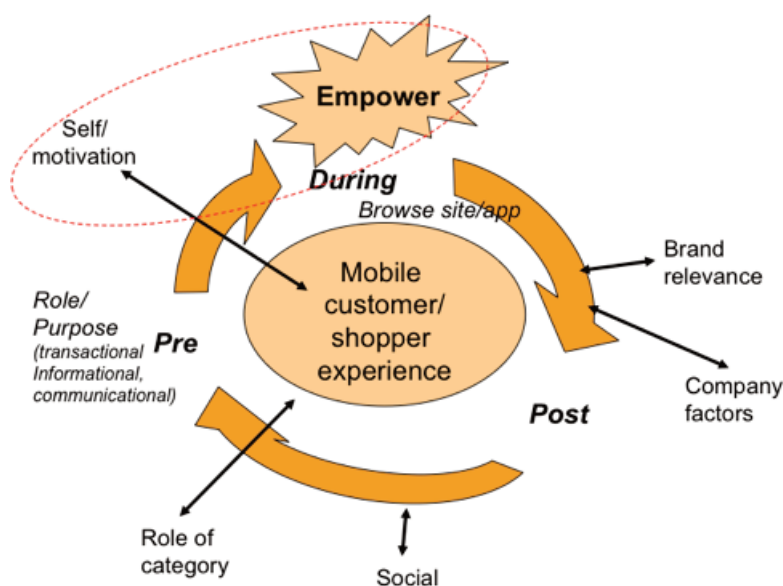 Empower
Self/
motivation
During
Browse site/app
Brand
relevance
Mobile
customer/
shopper
experience
Role/
Purpose
(transactional
Informational,
communicational)
Pre
Company
factors
Post
Role of
category
Social